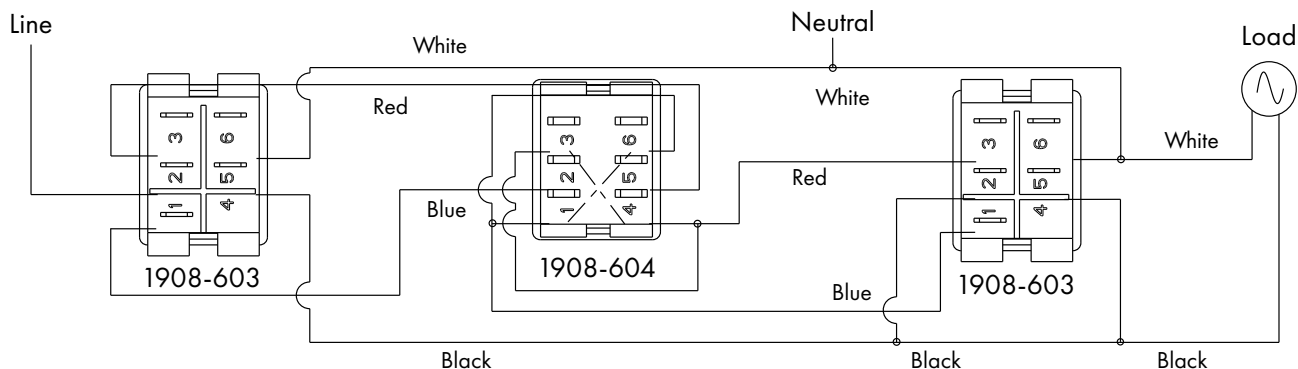 Line
Neutral
Load
White
White
Red
White
Red
Blue
Blue
Black
Black
Black
3 6
2 5
1 4
1908-603
3 6
2 5
1 4
1908-604
3 6
2 5
1 4
1908-603